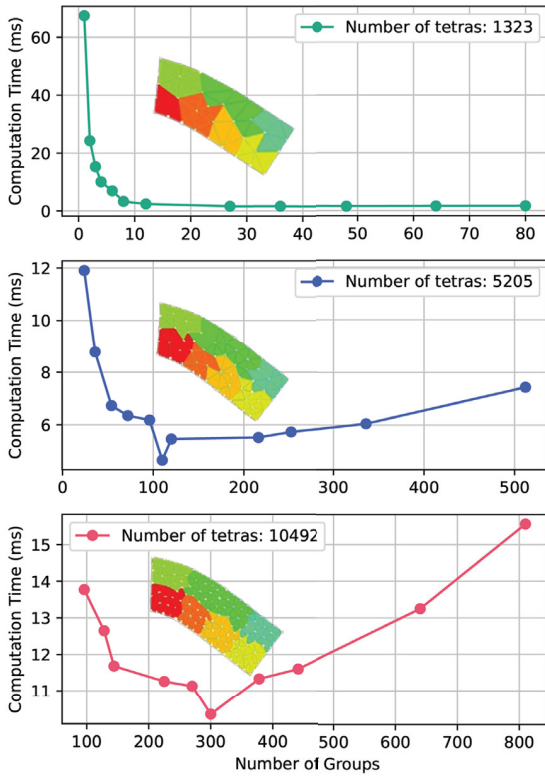 Computation Time (ms)
60
40
20
0
Number of tetras: 1323
0 10 20 30 40 50 60 70 80
Computation Time (ms)
12
10
8
6
Number of tetras: 5205
0 100 200 300 400 500
Computation Time (ms)
15
14
13
12
11
Number of tetras: 10492
100 200 300 400 500 600 700 800
Number of Groups